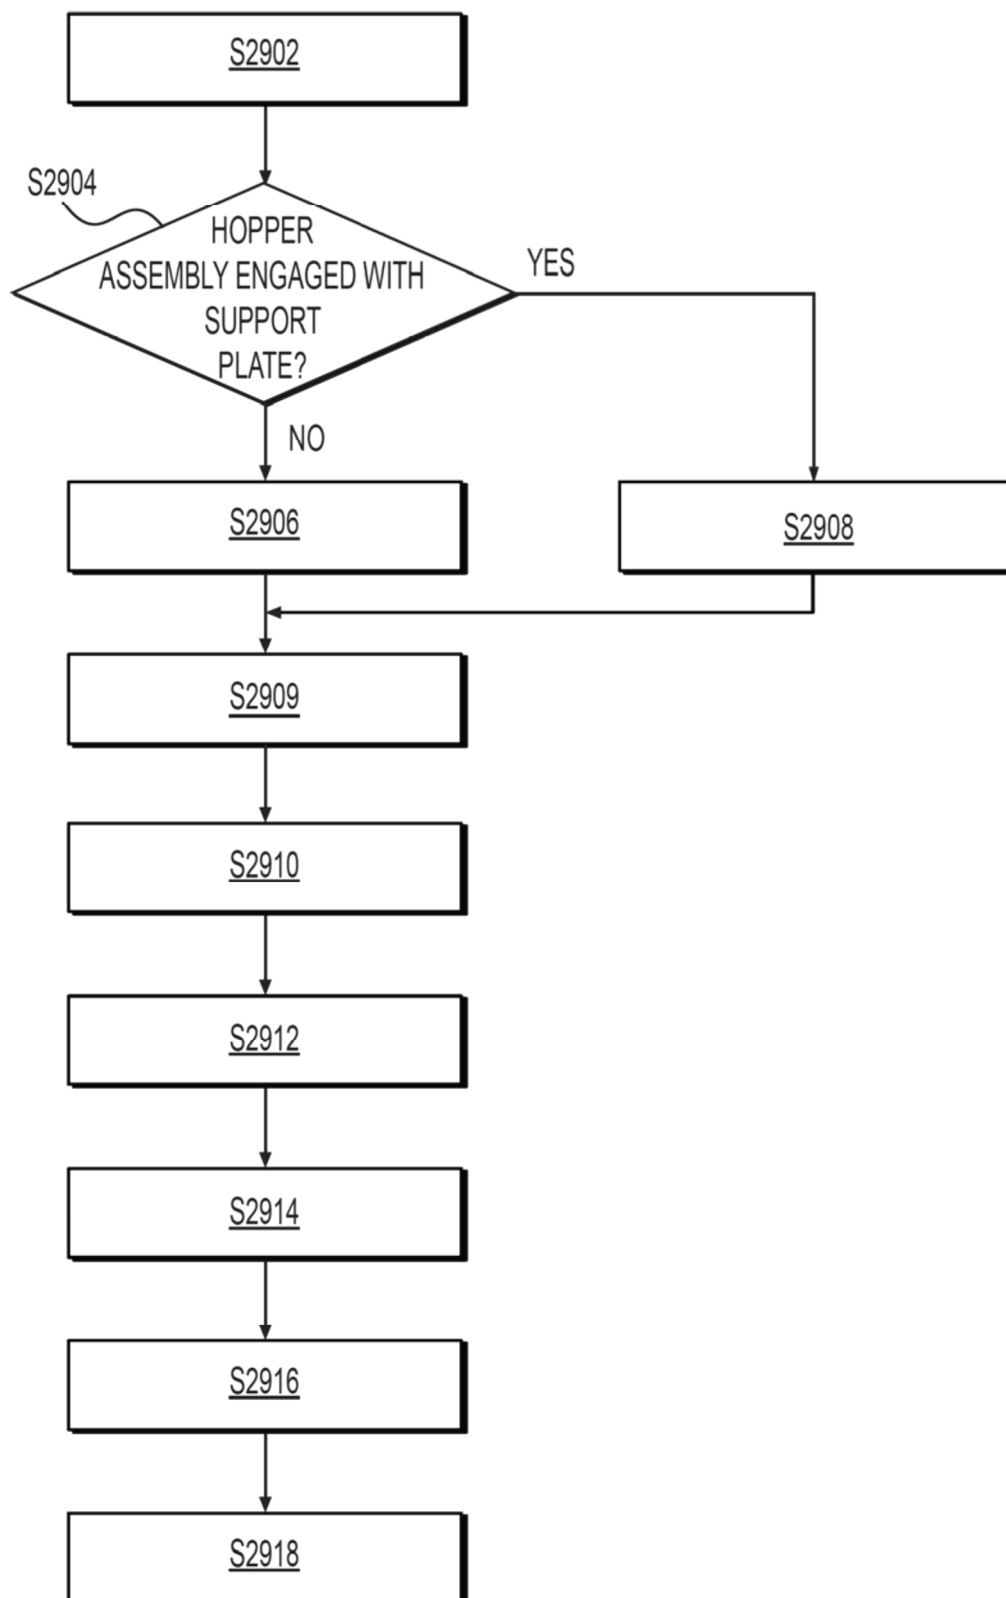 S2902
S2904
HOPPER
ASSEMBLY ENGAGED WITH
SUPPORT
PLATE?
YES
NO
S2906
S2908
S2909
S2910
S2912
S2914
S2916
S2918